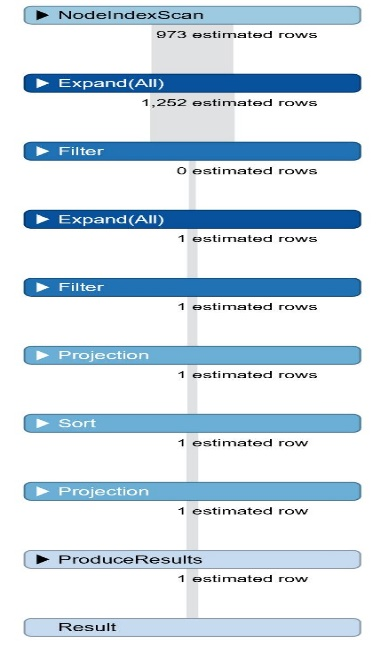 ▶ NodeIndexScan
973 estimated rows
▶ Expand(All)
1,252 estimated rows
▶ Filter
0 estimated rows
▶ Expand(All)
1 estimated rows
▶ Filter
1 estimated rows
▶ Projection
1 estimated rows
▶ Sort
1 estimated row
▶ Projection
1 estimated row
▶ ProduceResults
1 estimated row
Result